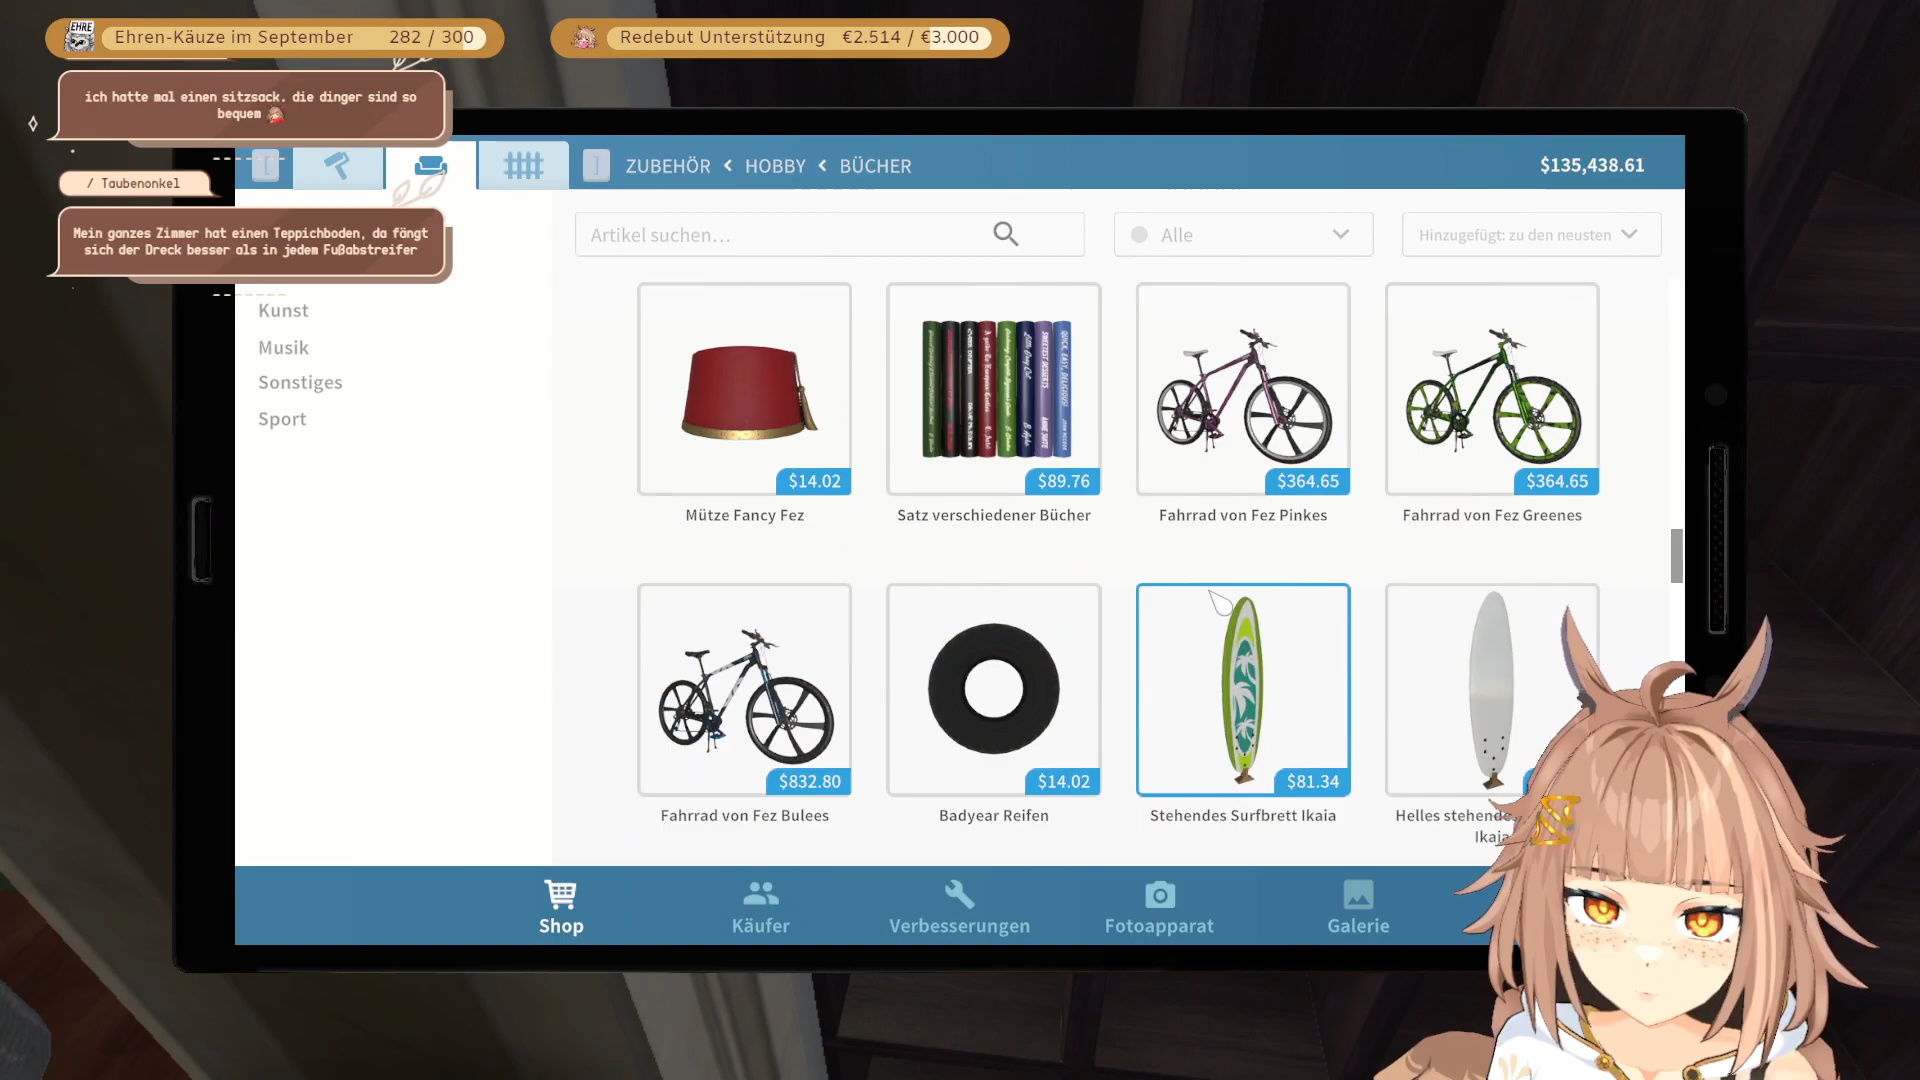 EHRE
Ehren-Käuze im September 282 / 300
Redebut Unterstützung €2.514 / €3.000
ich hatte mal einen sitzsack. die dinger sind so
bequem
/ Taubenonkel
Mein ganzes Zimmer hat einen Teppichboden, da fängt
sich der Dreck besser als in jedem Fußabstreifer
[
]
ZUBEHÖR < HOBBY < BÜCHER
$135,438.61
Artikel suchen...
Alle
Hinzugefügt: zu den neusten
Kunst
Musik
Sonstiges
Sport
$14.02
$89.76
$364.65
$364.65
Mütze Fancy Fez
Satz verschiedener Bücher
Fahrrad von Fez Pinkes
Fahrrad von Fez Greenes
$832.80
$14.02
$81.34
Fahrrad von Fez Bulees
Badyear Reifen
Stehendes Surfbrett Ikaia
Helles
Shop
Käufer
Verbesserungen
Fotoapparat
Galerie